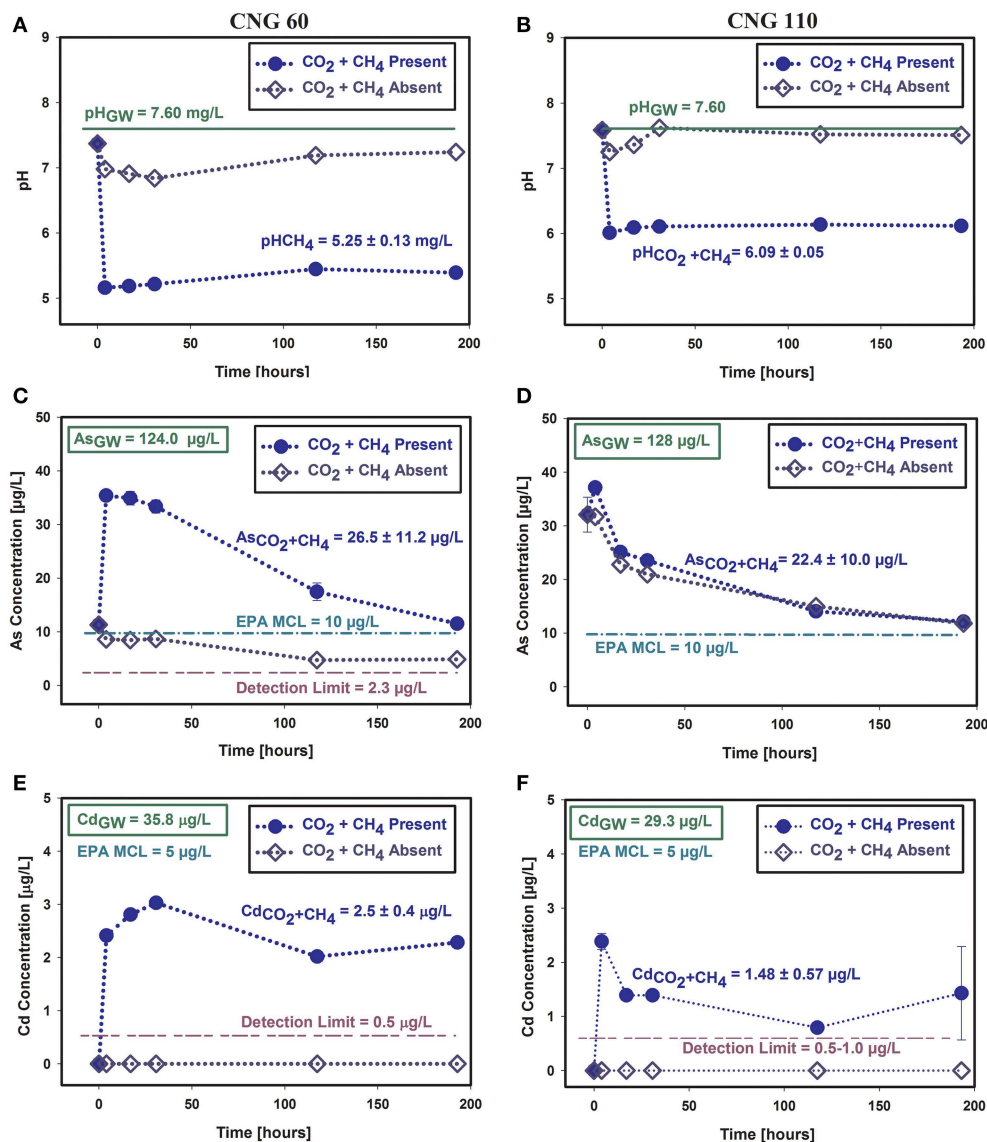 CNG 60
CNG 110
A
9
8
7
6
5
pH
CO2 + CH4 Present
CO2 + CH4 Absent
pHGW = 7.60 mg/L
pHCH4 = 5.25 ± 0.13 mg/L
0
50
100
150
200
Time [hours]
B
9
8
7
6
5
pH
CO2 + CH4 Present
CO2 + CH4 Absent
pHGW = 7.60
pHCO2 +CH4= 6.09 ± 0.05
0
50
100
150
200
Time [hours]
C
50
40
30
20
10
0
As Concentration [µg/L]
AsGW = 124.0 µg/L
CO2 + CH4 Present
CO2 + CH4 Absent
AsCO2+CH4 = 26.5 ± 11.2 µg/L
EPA MCL = 10 µg/L
Detection Limit = 2.3 µg/L
0
50
100
150
200
Time [hours]
D
50
40
30
20
10
0
As Concentration [µg/L]
AsGW = 128 µg/L
CO2+CH4 Present
CO2+CH4 Absent
AsCO2+CH4 = 22.4 ± 10.0 µg/L
EPA MCL = 10 µg/L
0
50
100
150
200
Time [hours]
E
5
4
3
2
1
0
Cd Concentration [µg/L]
CdGW = 35.8 µg/L
EPA MCL = 5 µg/L
CO2 + CH4 Present
CO2 + CH4 Absent
CdCO2+CH4 = 2.5 ± 0.4 µg/L
Detection Limit = 0.5 µg/L
0
50
100
150
200
Time [hours]
F
5
4
3
2
1
0
Cd Concentration [µg/L]
CdGW = 29.3 µg/L
EPA MCL = 5 µg/L
CO2 + CH4 Present
CO2 + CH4 Absent
CdCO2+CH4 = 1.48 ± 0.57 µg/L
Detection Limit = 0.5-1.0 µg/L
0
50
100
150
200
Time [hours]